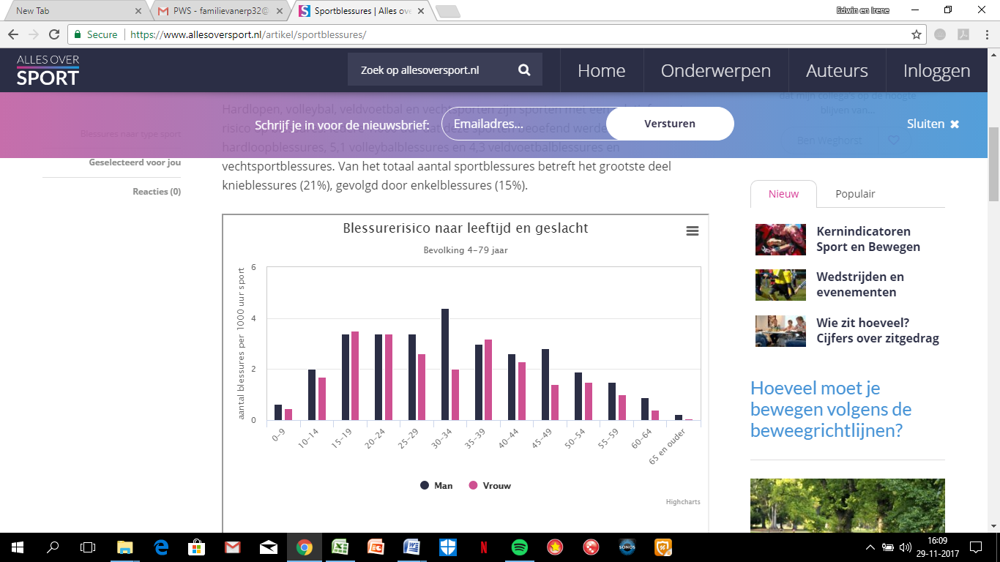 New Tab
PWS - familievanerp32@
Sportblessures | Alles ove
Edwin en Irene
Secure
https://www.allesoversport.nl/artikel/sportblessures/
ALLES OVER
SPORT
Zoek op allesoversport.nl
Home
Onderwerpen
Auteurs
Inloggen
dat mijn collega's op de hoogte
blijven van...
Ben Weghorst
Hardlopen, volleybal, veldvoetbal en vechtsporten zijn sporten met een
Schrijf je in voor de nieuwsbrief:
Emailadres...
Versturen
Sluiten ✖
risico
deze sporten beoefend
hardloopblessures, 5,1 volleybalblessures en 4,3 veldvoetbalblessures en
vechtsportblessures. Van het totaal aantal sportblessures betreft het grootste deel
knieblessures (21%), gevolgd door enkelblessures (15%).
Blessures naar type sport
Geselecteerd voor jou
Reacties (0)
Blessurerisico naar leeftijd en geslacht
Bevolking 4-79 jaar
aantal blessures per 1000 uur sport
6
4
2
0
0-9
10-14
15-19
20-24
25-29
30-34
35-39
40-44
45-49
50-54
55-59
60-64
65 en ouder
Man
Vrouw
Highcharts
Nieuw
Populair
Kernindicatoren
Sport en Bewegen
Wedstrijden en
evenementen
Wie zit hoeveel?
Cijfers over zitgedrag
Hoeveel moet je
bewegen volgens de
beweegrichtlijnen?
SONOS
16:09
29-11-2017